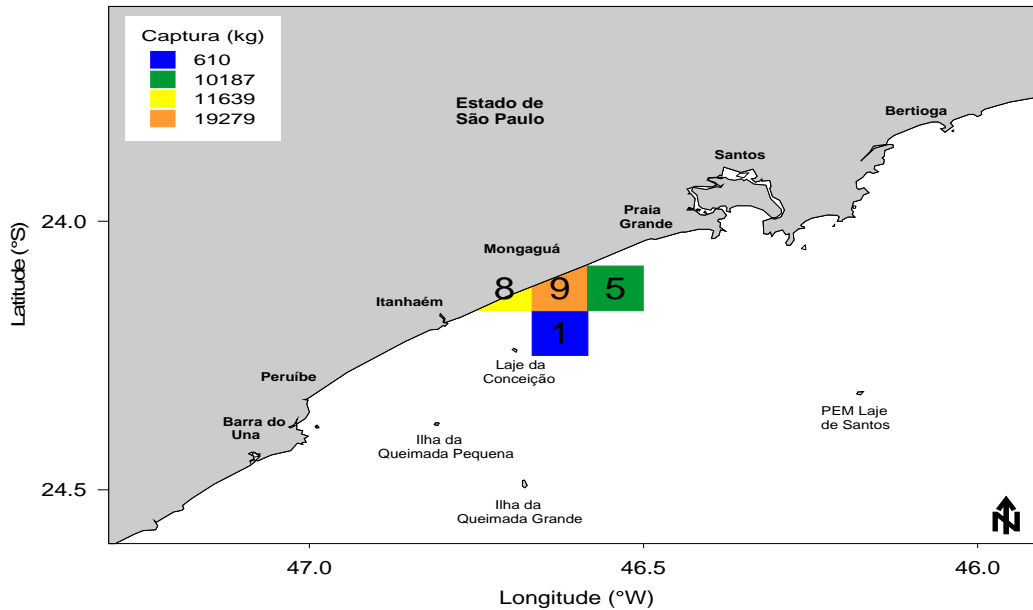 Captura (kg)
610
10187
11639
19279
Estado de
São Paulo
Bertioga
Santos
Praia
Grande
Mongaguá
Itanhaém
8
9
5
1
Laje da
Conceição
Peruíbe
Barra do
Una
Ilha da
Queimada Pequena
PEM Laje
de Santos
Ilha da
Queimada Grande
N
24.0
24.5
Latitude (°S)
47.0
46.5
46.0
Longitude (°W)